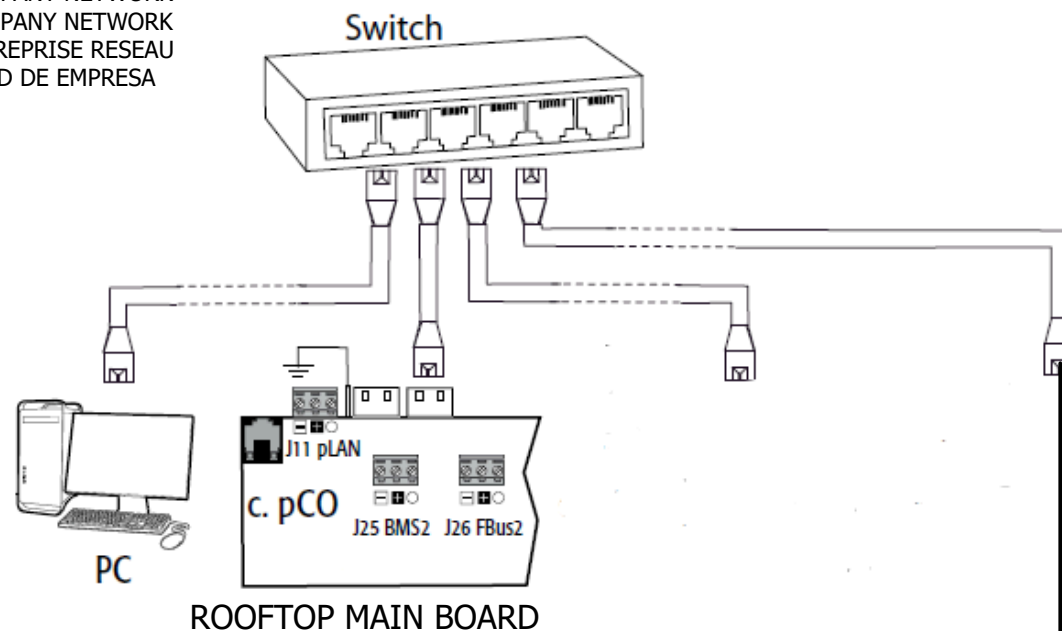 PANY NETWORK
REPRISE RESEAU
D DE EMPRESA
Switch
J11 pLAN
c. pCO
J25 BMS2 J26 FBus2
PC
ROOFTOP MAIN BOARD